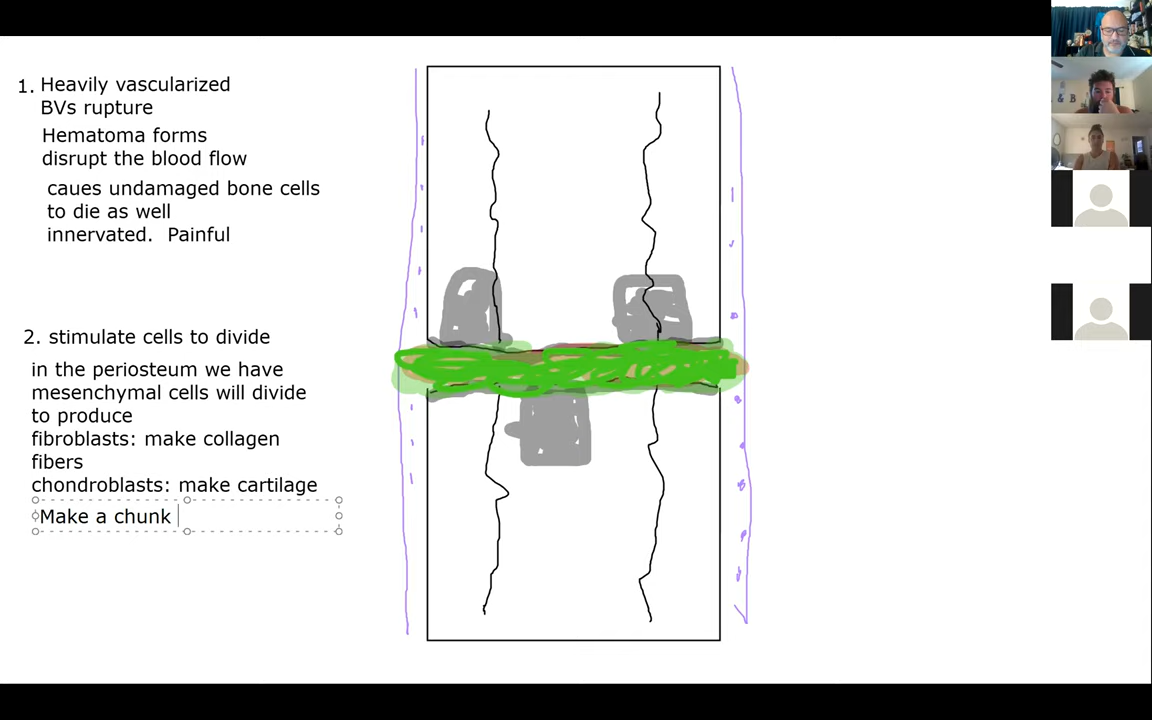 1. Heavily vascularized
BVs rupture
Hematoma forms
disrupt the blood flow
caues undamaged bone cells
to die as well
innervated. Painful
2. stimulate cells to divide
in the periosteum we have
mesenchymal cells will divide
to produce
fibroblasts: make collagen
fibers
chondroblasts: make cartilage
Make a chunk
& B